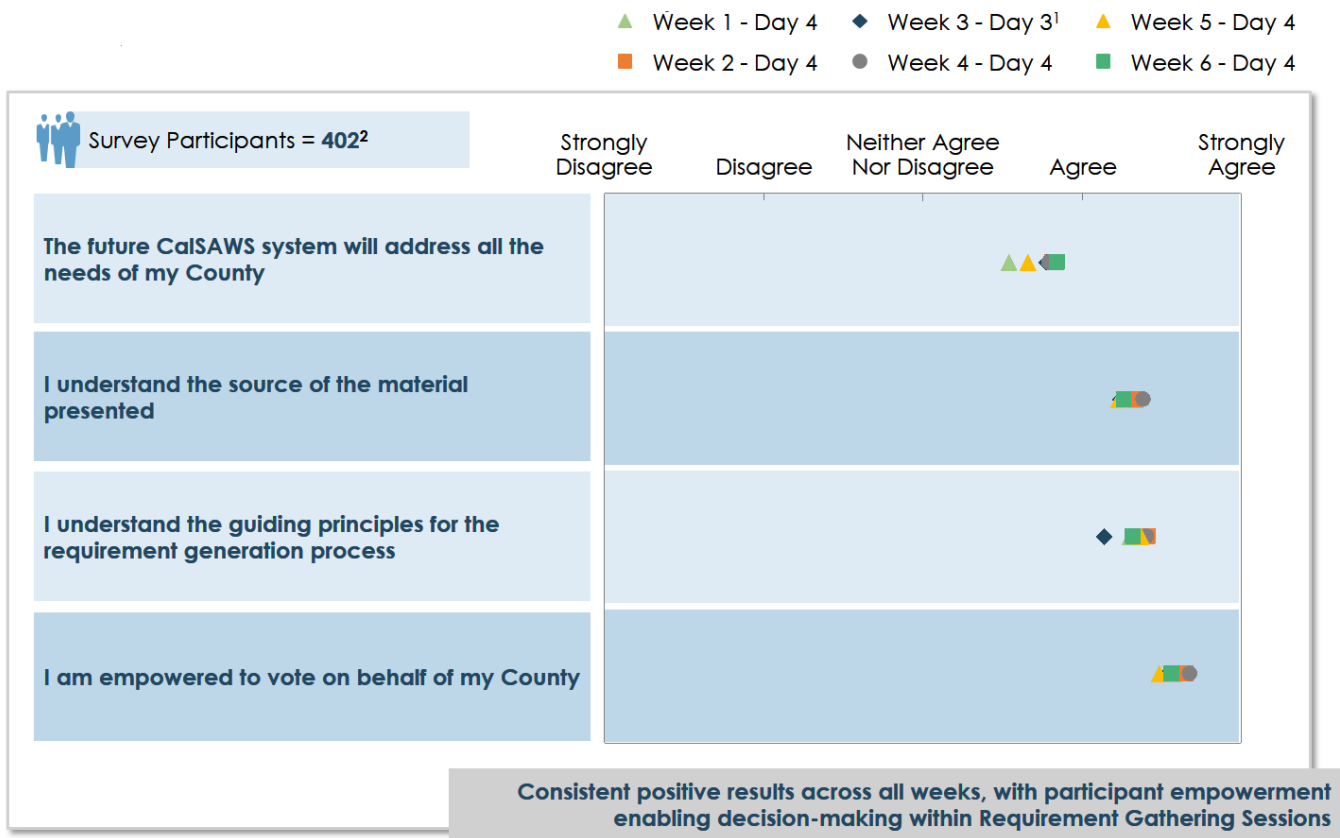 Week 1 - Day 4
Week 3 - Day 3¹
Week 5 - Day 4
Week 2 - Day 4
Week 4 - Day 4
Week 6 - Day 4
Survey Participants = 402²
Strongly
Disagree
Disagree
Neither Agree
Nor Disagree
Agree
Strongly
Agree
The future CalSAWS system will address all the
needs of my County
I understand the source of the material
presented
I understand the guiding principles for the
requirement generation process
I am empowered to vote on behalf of my County
Consistent positive results across all weeks, with participant empowerment
enabling decision-making within Requirement Gathering Sessions